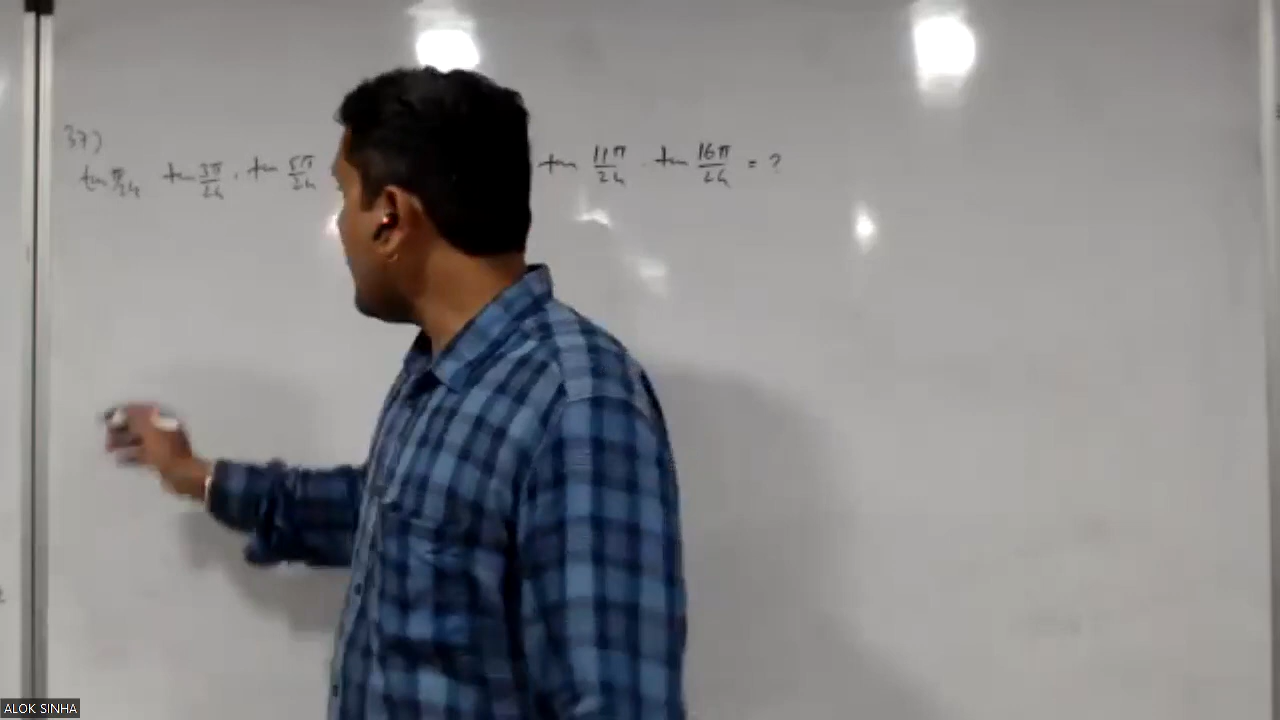 37)
tan π/24 tan 3π/24 . tan 5π/24 tan 11π/24 . tan 16π/24 = ?
ALOK SINHA